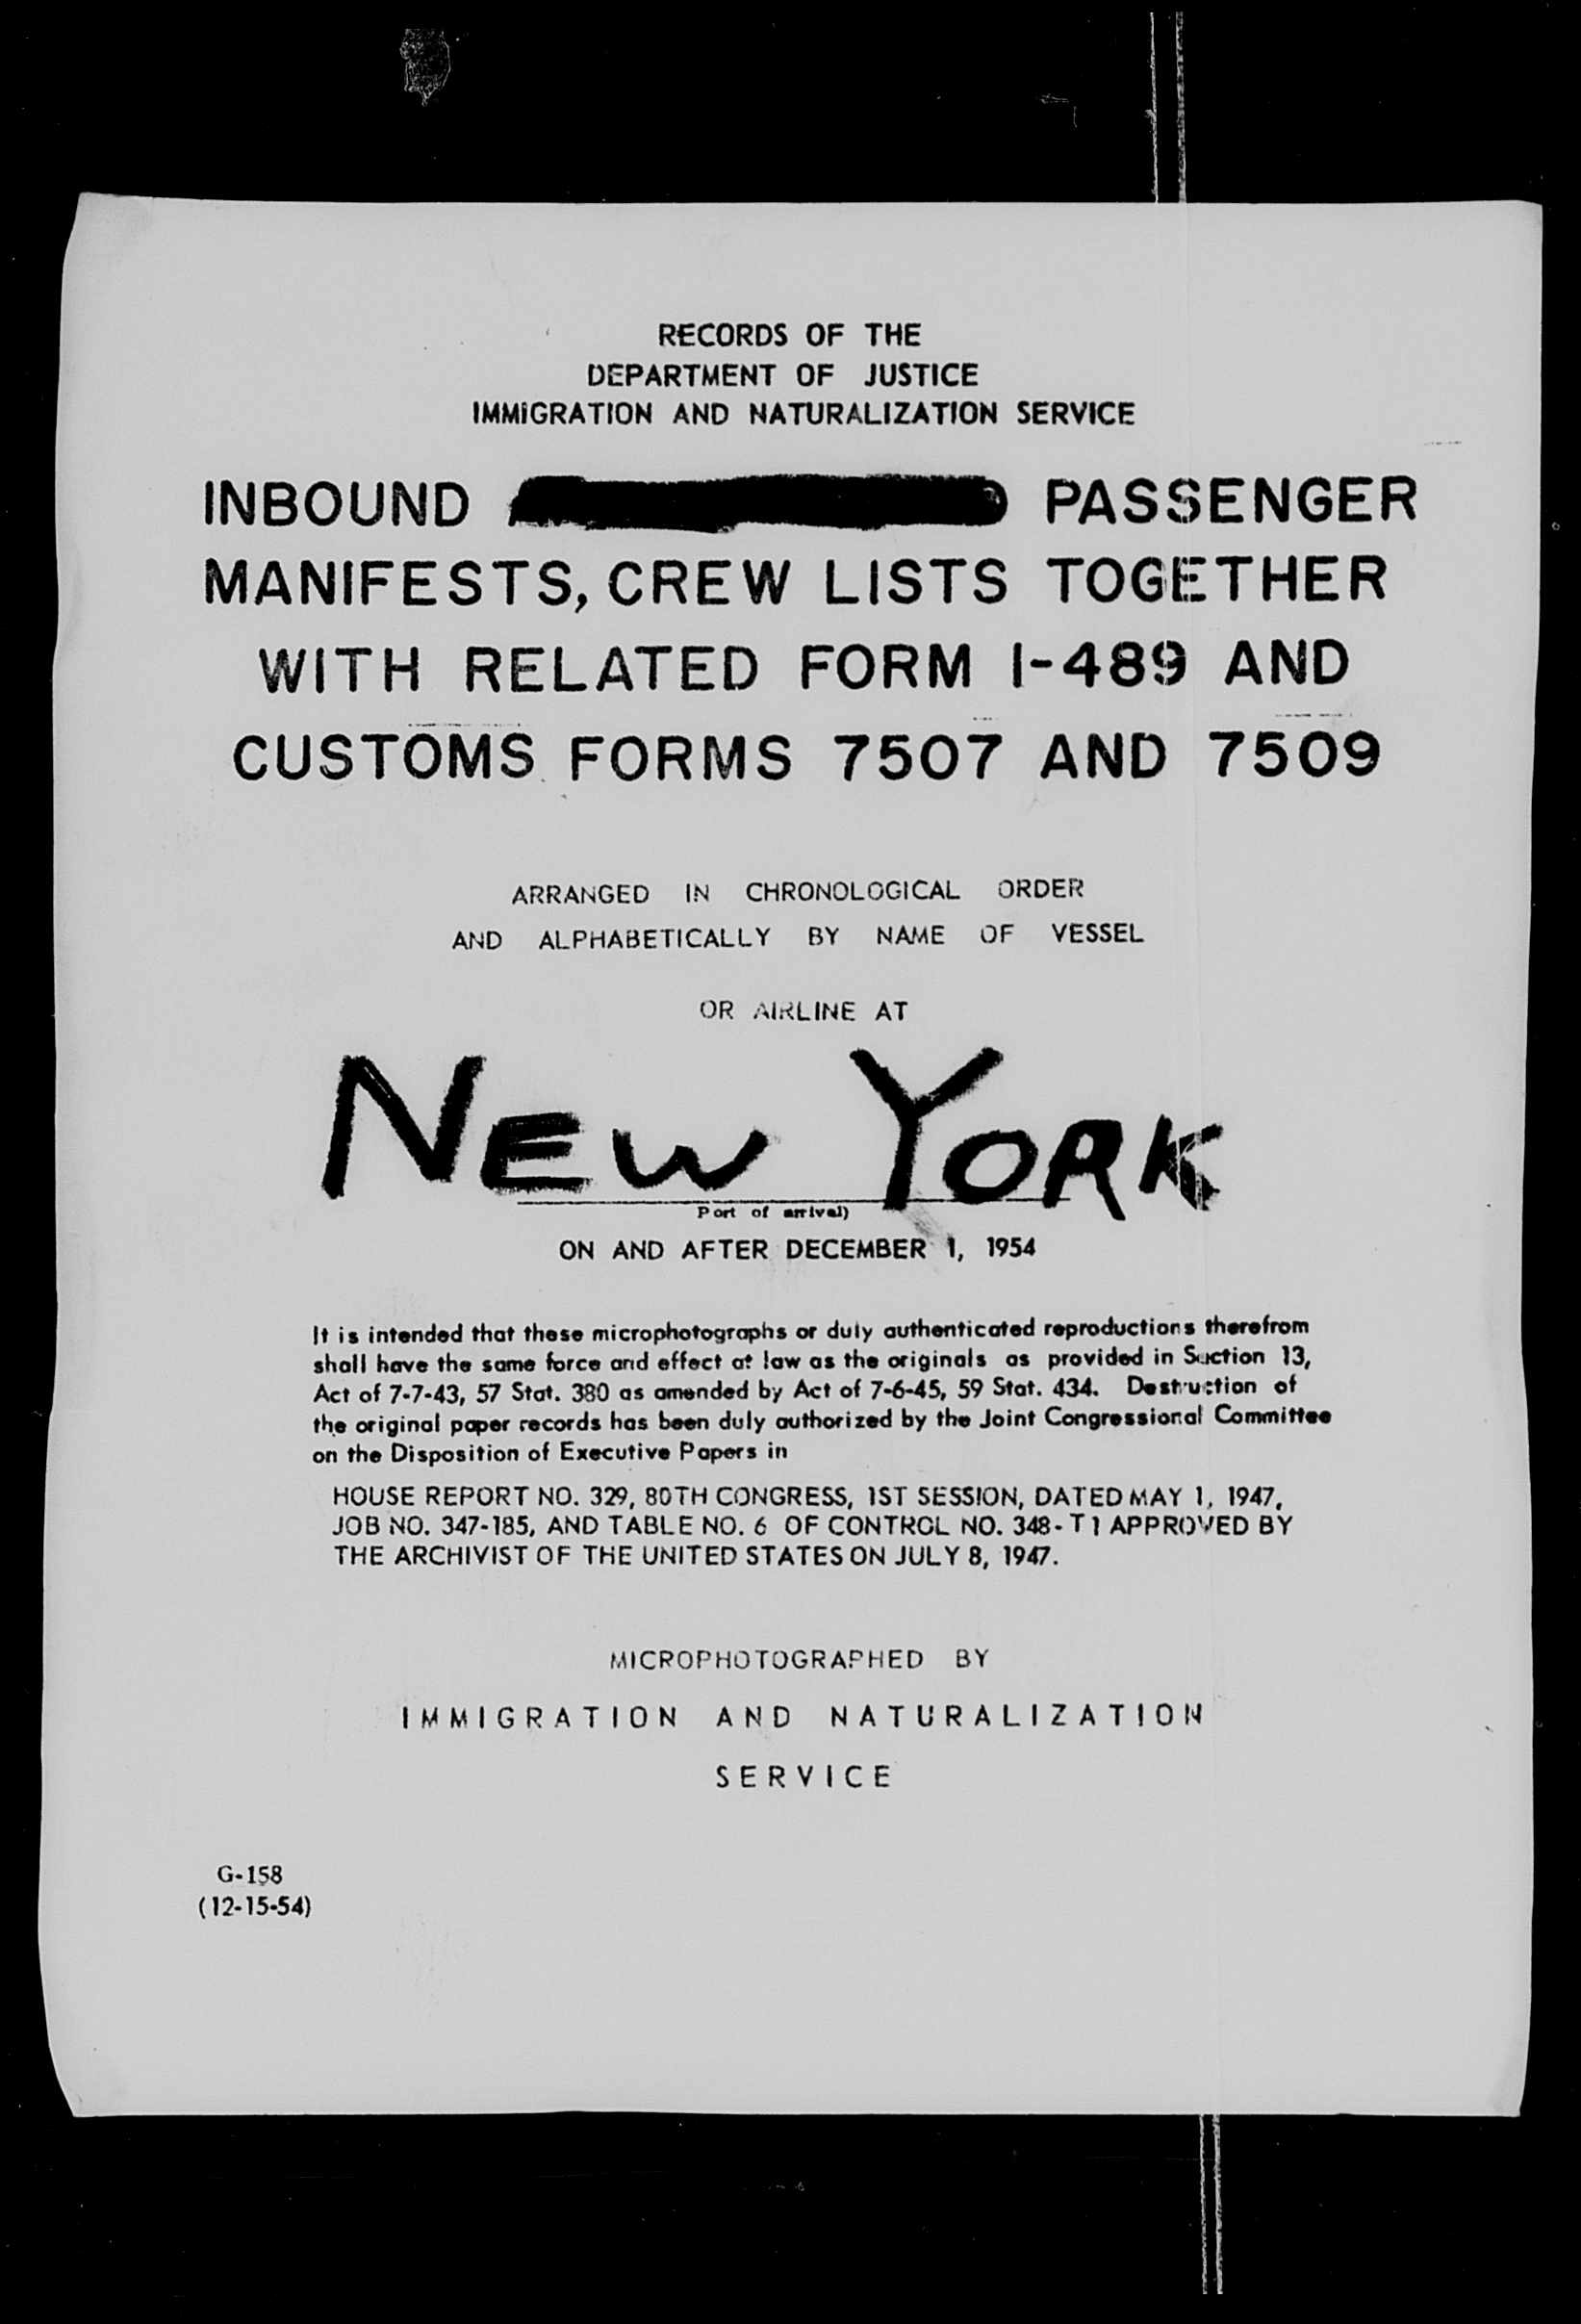 RECORDS OF THE
DEPARTMENT OF JUSTICE
IMMIGRATION AND NATURALIZATION SERVICE
INBOUND PASSENGER
MANIFESTS, CREW LISTS TOGETHER
WITH RELATED FORM I-489 AND
CUSTOMS FORMS 7507 AND 7509
ARRANGED IN CHRONOLOGICAL ORDER
AND ALPHABETICALLY BY NAME OF VESSEL
OR AIRLINE AT
NEW YORK
Port of arrival)
ON AND AFTER DECEMBER 1, 1954
It is intended that these microphotographs or duly authenticated reproductions therefrom
shall have the same force and effect at law as the originals as provided in Section 13,
Act of 7-7-43, 57 Stat. 380 as amended by Act of 7-6-45, 59 Stat. 434. Destruction of
the original paper records has been duly authorized by the Joint Congressional Committee
on the Disposition of Executive Papers in
HOUSE REPORT NO. 329, 80TH CONGRESS, 1ST SESSION, DATED MAY 1, 1947,
JOB NO. 347-185, AND TABLE NO. 6 OF CONTROL NO. 348-T1 APPROVED BY
THE ARCHIVIST OF THE UNITED STATES ON JULY 8, 1947.
MICROPHOTOGRAPHED BY
IMMIGRATION AND NATURALIZATION
SERVICE
G-158
(12-15-54)